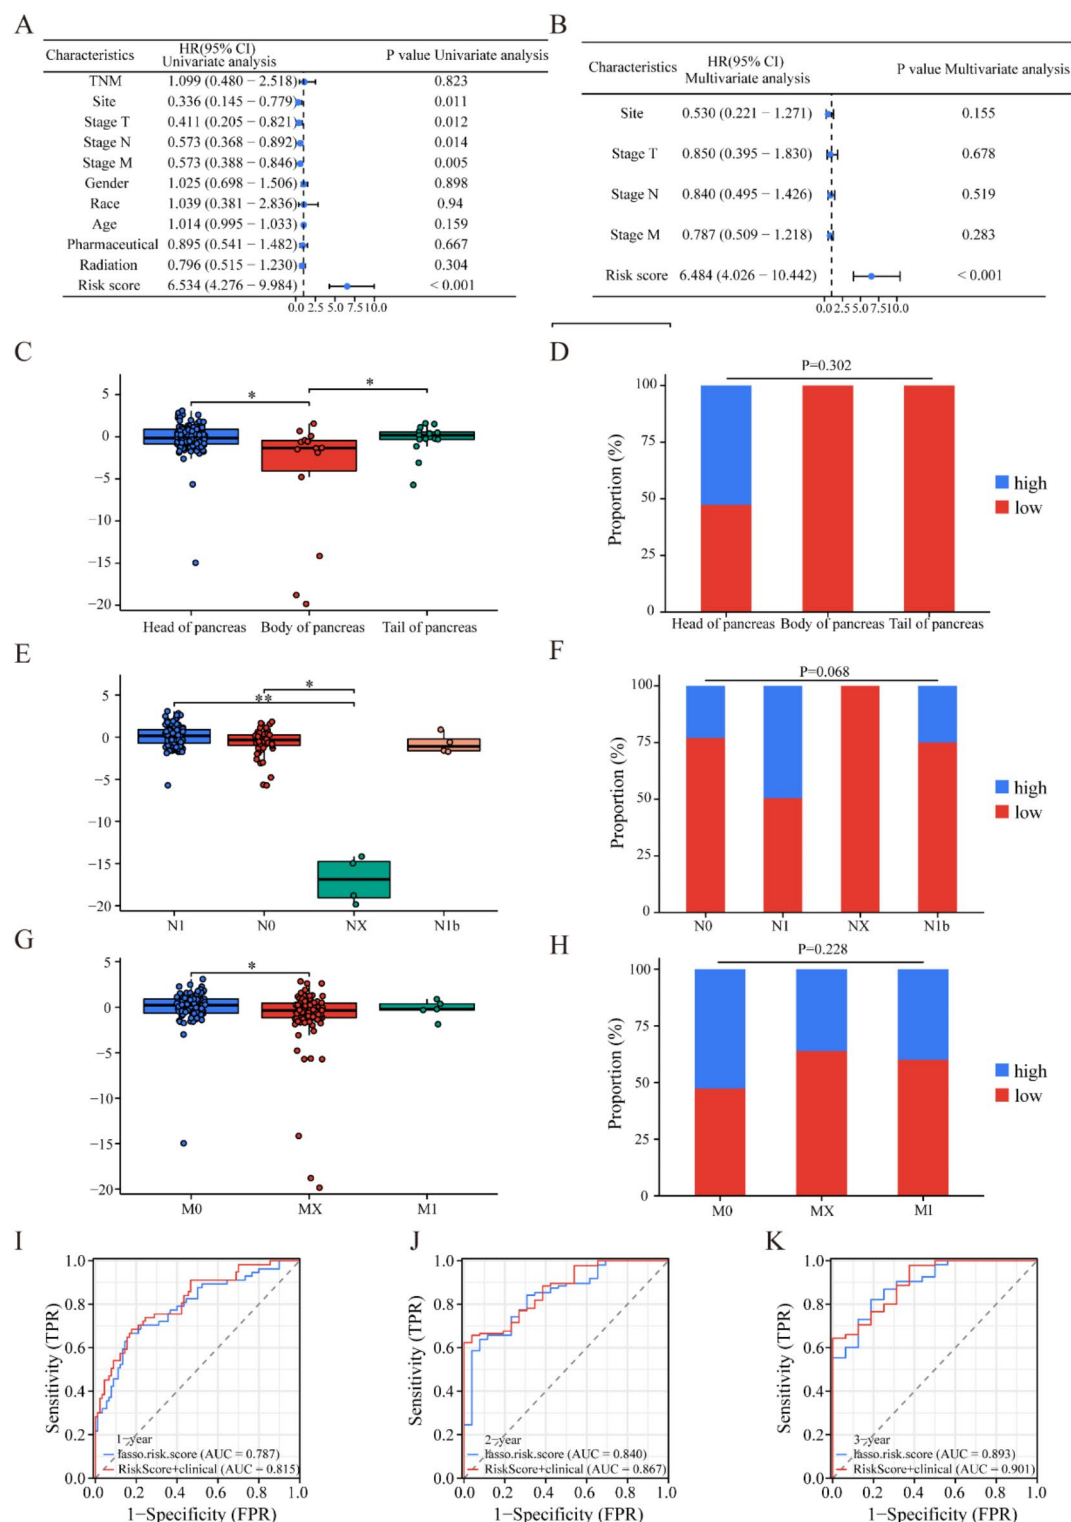 A
Characteristics HR(95% CI) P value Univariate analysis
Univariate analysis
TNM 1.099 (0.480 − 2.518) 0.823
Site 0.336 (0.145 − 0.779) 0.011
Stage T 0.411 (0.205 − 0.821) 0.012
Stage N 0.573 (0.368 − 0.892) 0.014
Stage M 0.573 (0.388 − 0.846) 0.005
Gender 1.025 (0.698 − 1.506) 0.898
Race 1.039 (0.381 − 2.836) 0.94
Age 1.014 (0.995 − 1.033) 0.159
Pharmaceutical 0.895 (0.541 − 1.482) 0.667
Radiation 0.796 (0.515 − 1.230) 0.304
Risk score 6.534 (4.276 − 9.984) < 0.001
0.0 2.5 5.0 7.5 10.0
B
Characteristics HR(95% CI) P value Multivariate analysis
Multivariate analysis
Site 0.530 (0.221 − 1.271) 0.155
Stage T 0.850 (0.395 − 1.830) 0.678
Stage N 0.840 (0.495 − 1.426) 0.519
Stage M 0.787 (0.509 − 1.218) 0.283
Risk score 6.484 (4.026 − 10.442) < 0.001
0.0 2.5 5.0 7.5 10.0
C
5
0
−5
−10
−15
−20
* *
Head of pancreas Body of pancreas Tail of pancreas
D
P=0.302
Proportion (%)
100
75
50
25
0
Head of pancreas Body of pancreas Tail of pancreas
high
low
E
5
0
−5
−10
−15
−20
*
**
N1 N0 NX N1b
F
P=0.068
Proportion (%)
100
75
50
25
0
N0 N1 NX N1b
high
low
G
5
0
−5
−10
−15
−20
*
M0 MX M1
H
P=0.228
Proportion (%)
100
75
50
25
0
M0 MX M1
high
low
I
Sensitivity (TPR)
1.0
0.8
0.6
0.4
0.2
0.0
1−year
lasso.risk.score (AUC = 0.787)
RiskScore+clinical (AUC = 0.815)
0.0 0.2 0.4 0.6 0.8 1.0
1−Specificity (FPR)
J
Sensitivity (TPR)
1.0
0.8
0.6
0.4
0.2
0.0
2−year
lasso.risk.score (AUC = 0.840)
RiskScore+clinical (AUC = 0.867)
0.0 0.2 0.4 0.6 0.8 1.0
1−Specificity (FPR)
K
Sensitivity (TPR)
1.0
0.8
0.6
0.4
0.2
0.0
3−year
lasso.risk.score (AUC = 0.893)
RiskScore+clinical (AUC = 0.901)
0.0 0.2 0.4 0.6 0.8 1.0
1−Specificity (FPR)